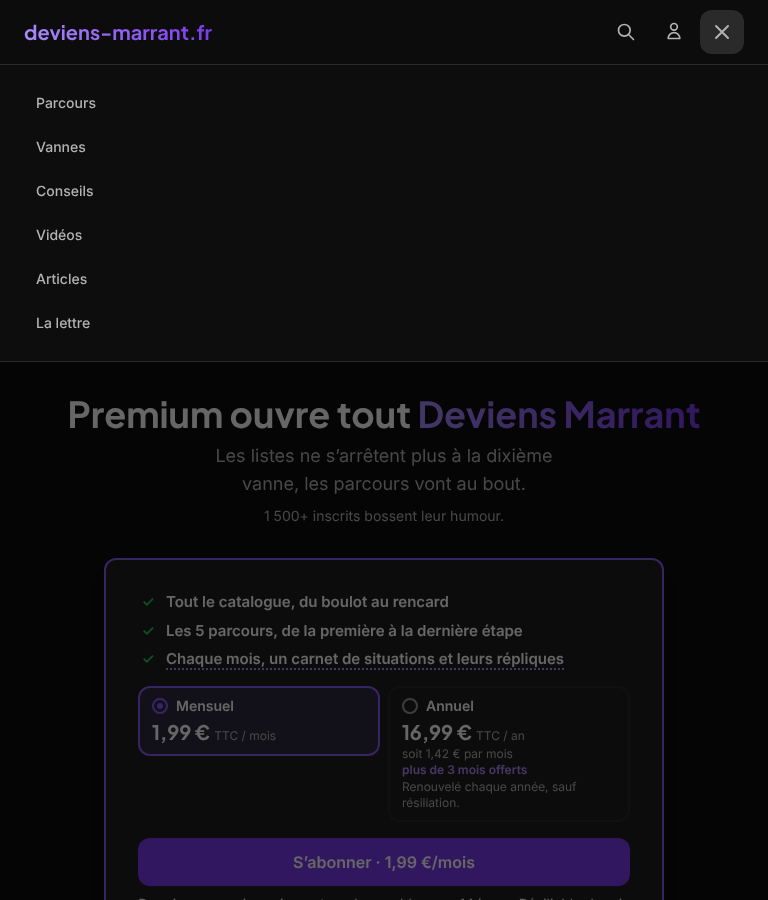 deviens-marrant.fr
Parcours
Vannes
Conseils
Vidéos
Articles
La lettre
Premium ouvre tout Deviens Marrant
Les listes ne s’arrêtent plus à la dixième
vanne, les parcours vont au bout.
1 500+ inscrits bossent leur humour.
Tout le catalogue, du boulot au rencard
Les 5 parcours, de la première à la dernière étape
Chaque mois, un carnet de situations et leurs répliques
Mensuel
1,99 € TTC / mois
Annuel
16,99 € TTC / an
soit 1,42 € par mois
plus de 3 mois offerts
Renouvelé chaque année, sauf
résiliation.
S’abonner · 1,99 €/mois